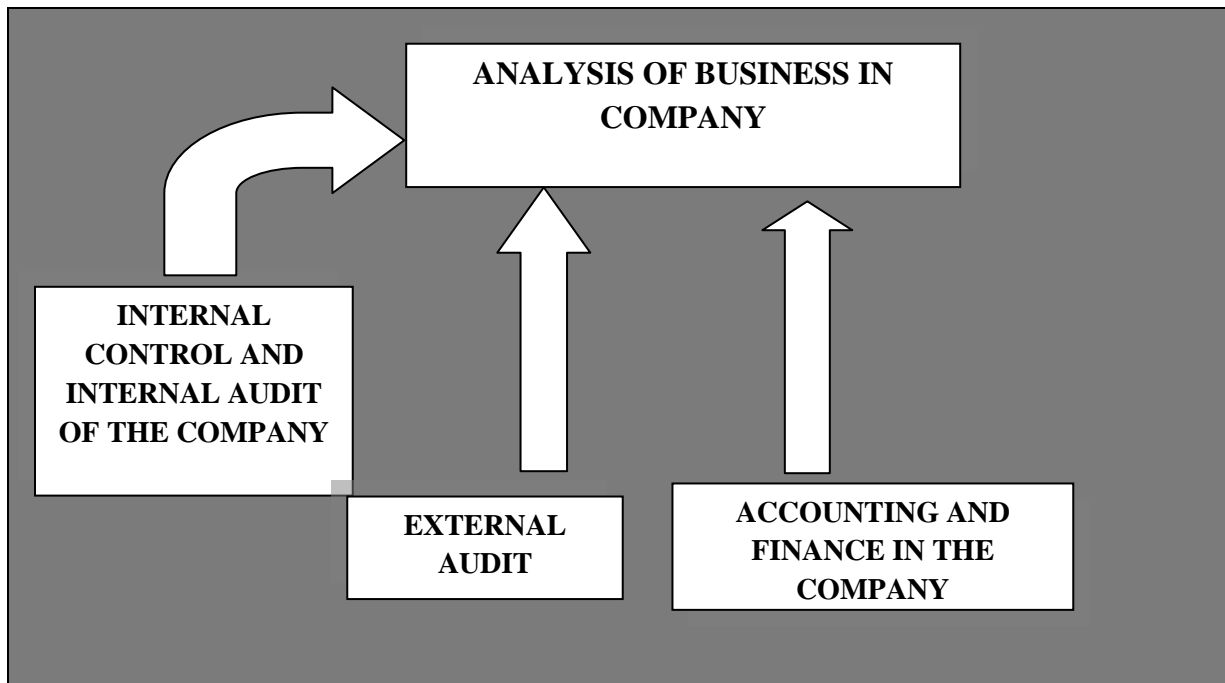 ANALYSIS OF BUSINESS IN
COMPANY
INTERNAL
CONTROL AND
INTERNAL AUDIT
OF THE COMPANY
EXTERNAL
AUDIT
ACCOUNTING AND
FINANCE IN THE
COMPANY